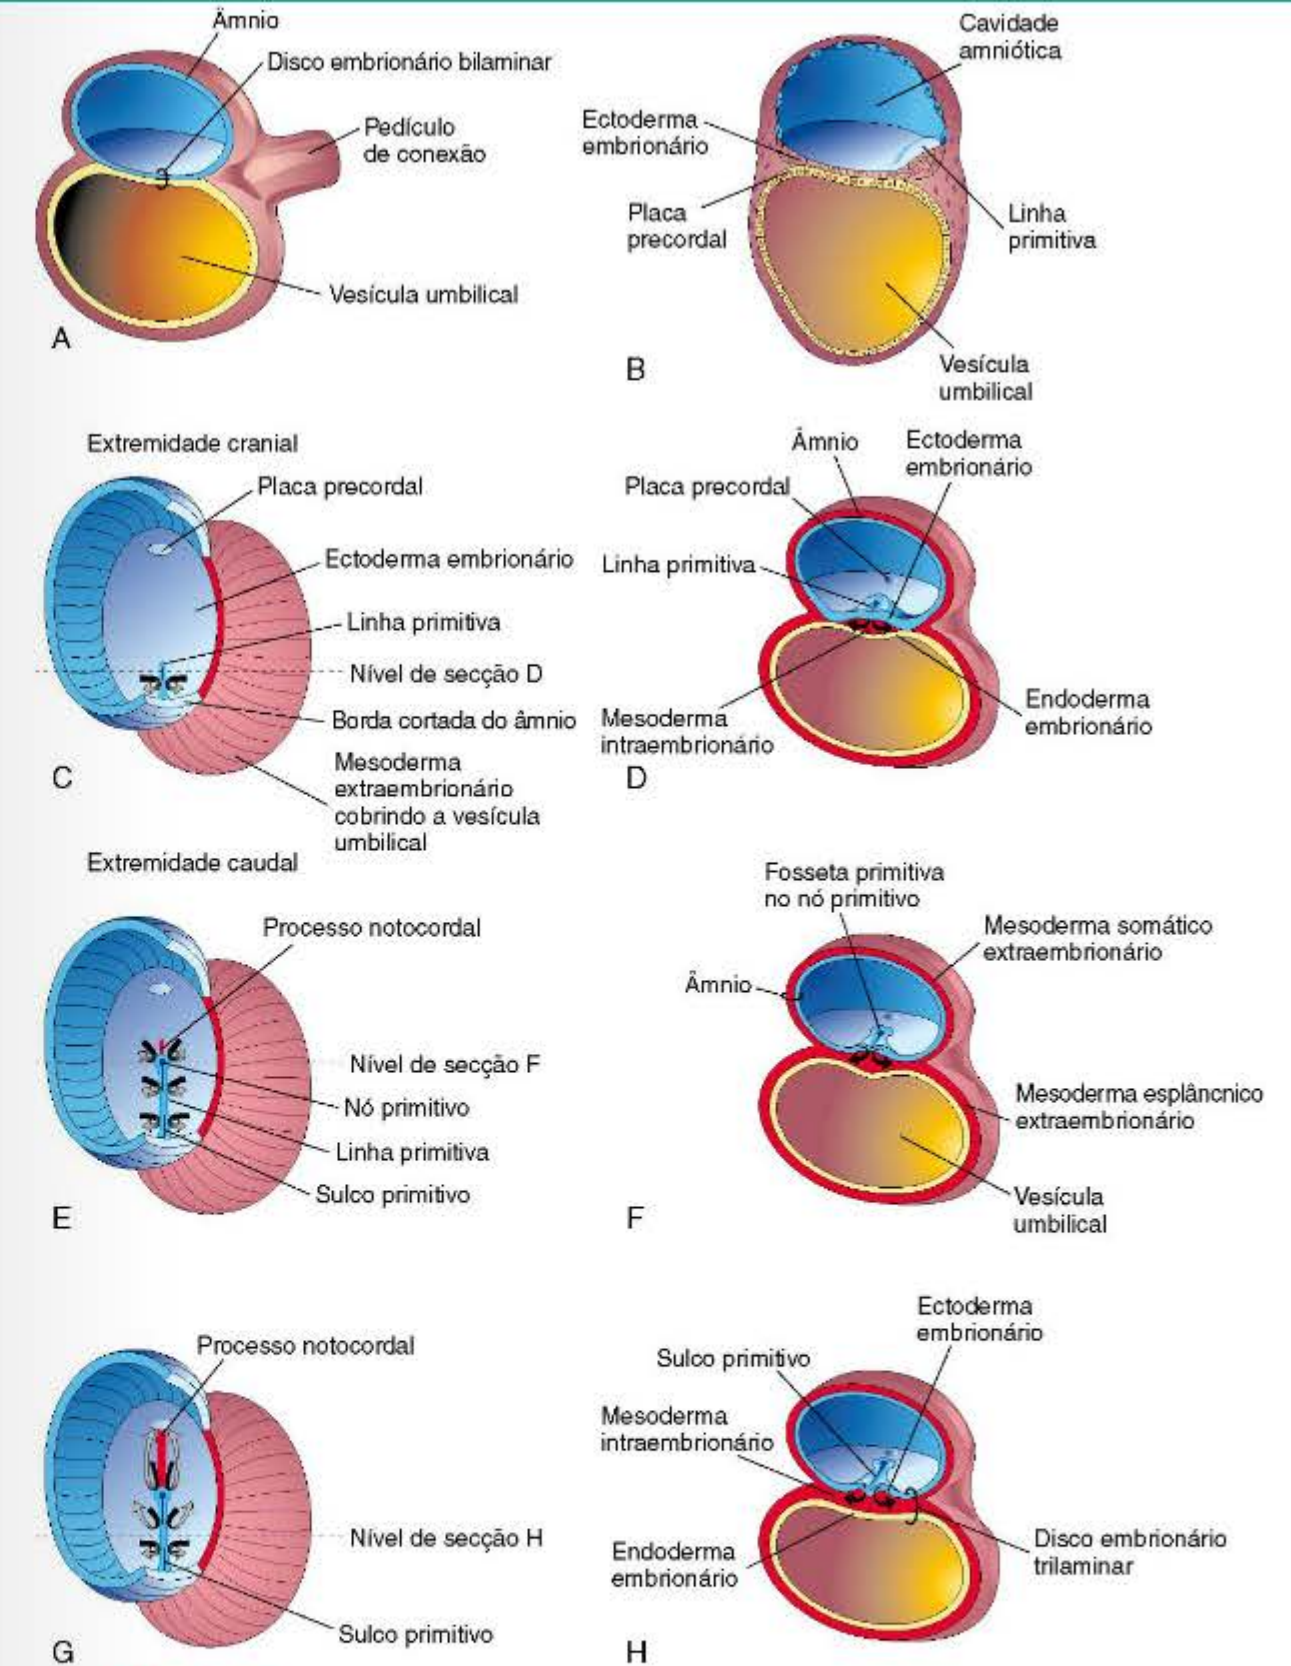 Âmnio
Disco embrionário bilaminar
Pedículo
de conexão
Vesícula umbilical
A
Cavidade
amniótica
Ectoderma
embrionário
Placa
precordal
Linha
primitiva
Vesícula
umbilical
B
Extremidade cranial
Placa precordal
Ectoderma embrionário
Linha primitiva
Nível de secção D
Borda cortada do âmnio
Mesoderma
extraembrionário
cobrindo a vesícula
umbilical
C
Extremidade caudal
Âmnio
Ectoderma
embrionário
Placa precordal
Linha primitiva
Mesoderma
intraembrionário
Endoderma
embrionário
D
Processo notocordal
Nível de secção F
Nó primitivo
Linha primitiva
Sulco primitivo
E
Fosseta primitiva
no nó primitivo
Mesoderma somático
extraembrionário
Âmnio
Mesoderma esplâncnico
extraembrionário
Vesícula
umbilical
F
Processo notocordal
Nível de secção H
Sulco primitivo
G
Ectoderma
embrionário
Sulco primitivo
Mesoderma
intraembrionário
Endoderma
embrionário
Disco embrionário
trilaminar
H